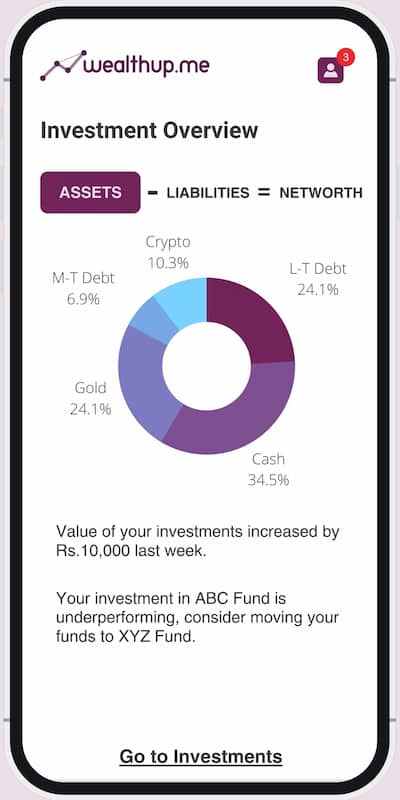 wealthup.me
3
Investment Overview
ASSETS - LIABILITIES = NETWORTH
Crypto
10.3%
L-T Debt
24.1%
M-T Debt
6.9%
Gold
24.1%
Cash
34.5%
Value of your investments increased by
Rs.10,000 last week.
Your investment in ABC Fund is
underperforming, consider moving your
funds to XYZ Fund.
Go to Investments